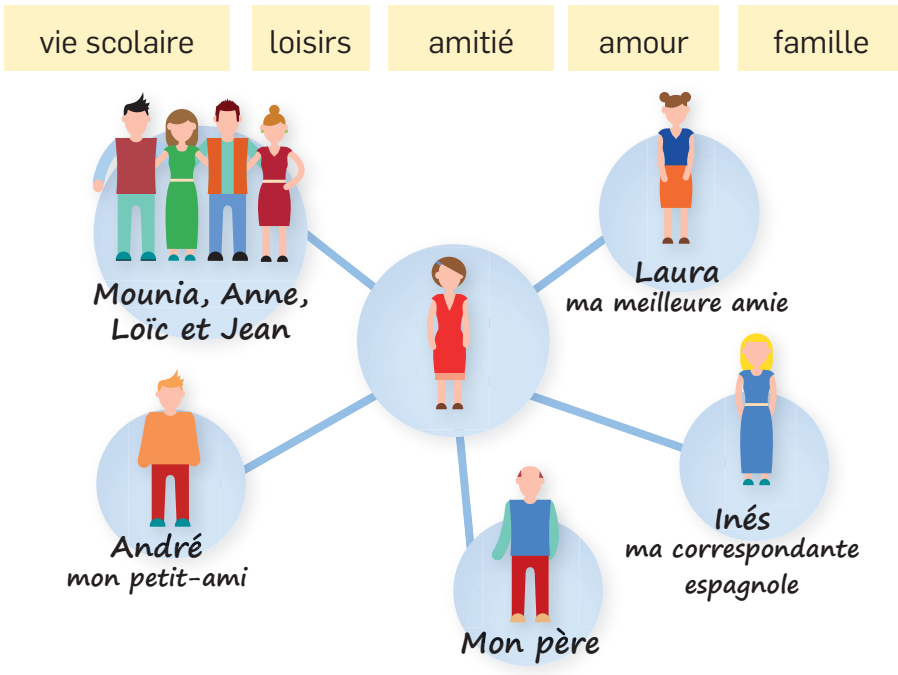 vie scolaire
loisirs
amitié
amour
famille
Mounia, Anne,
Loïc et Jean
Laura
ma meilleure amie
André
mon petit-ami
Inés
ma correspondante
espagnole
Mon père